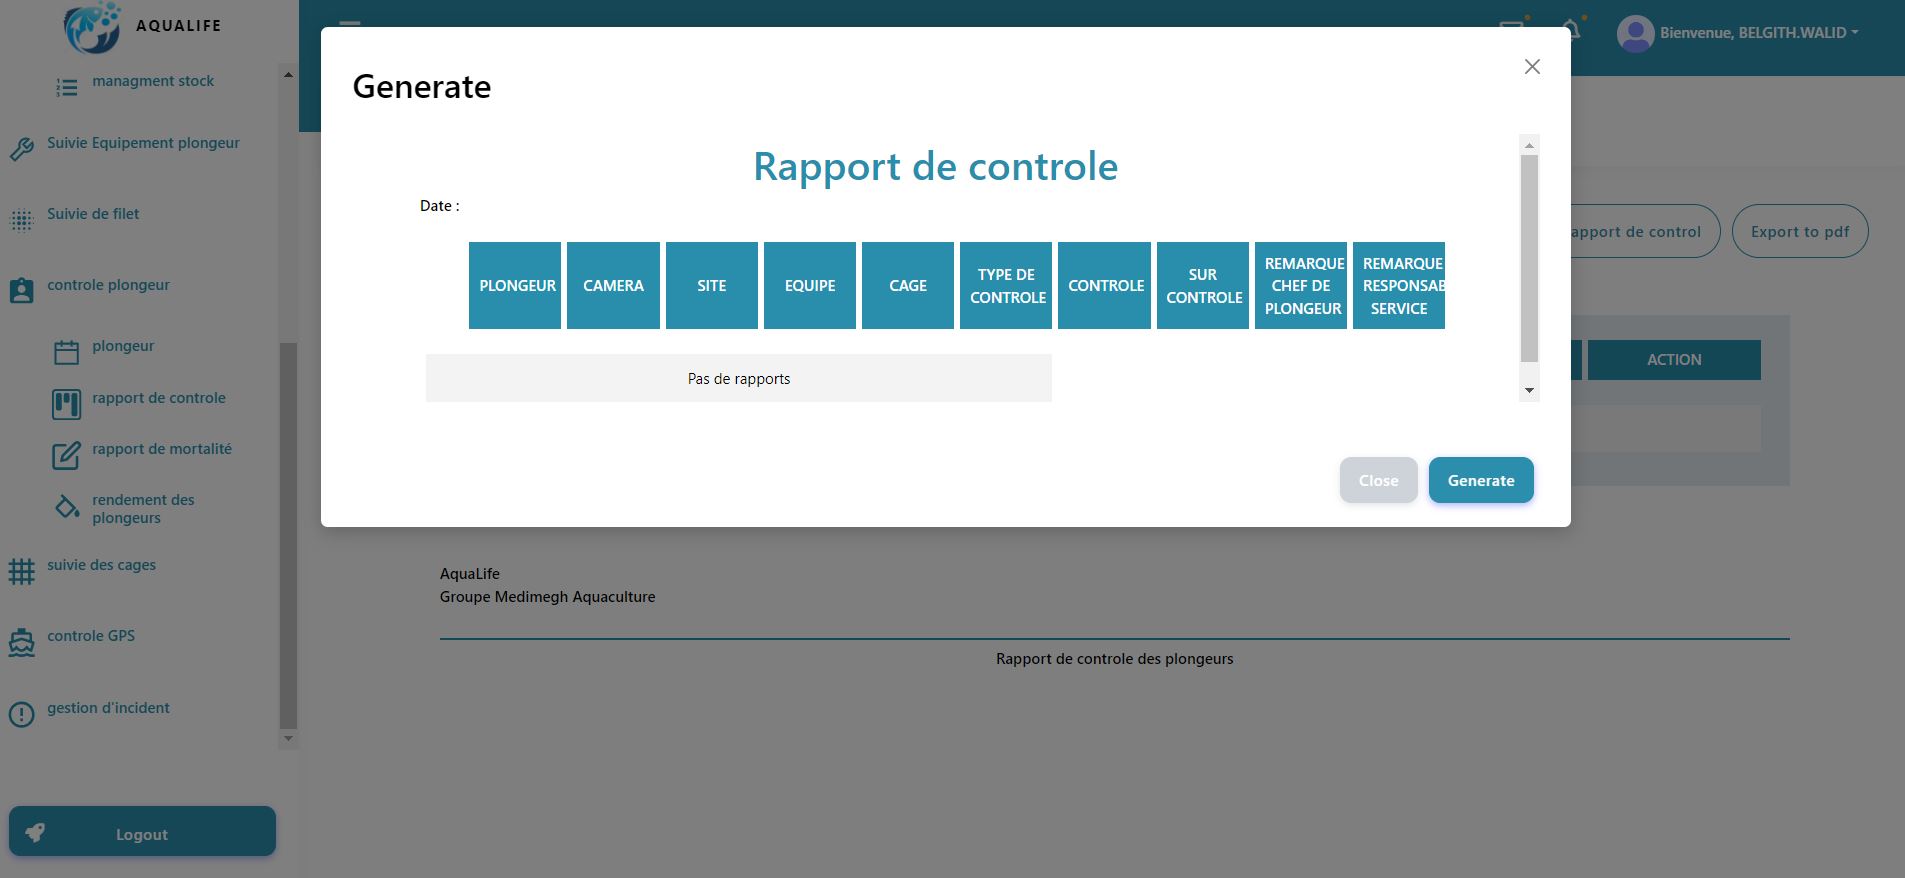 AQUALIFE
managment stock
Suivie Equipement plongeur
Suivie de filet
controle plongeur
plongeur
rapport de controle
rapport de mortalité
rendement des
plongeurs
suivie des cages
controle GPS
gestion d'incident
Logout
Bienvenue, BELGITH.WALID
Generate
Rapport de controle
Date :
PLONGEUR
CAMERA
SITE
EQUIPE
CAGE
TYPE DE
CONTROLE
CONTROLE
SUR
CONTROLE
REMARQUE
CHEF DE
PLONGEUR
REMARQUE
RESPONSAB
SERVICE
Pas de rapports
Close
Generate
apport de control
Export to pdf
ACTION
AquaLife
Groupe Medimegh Aquaculture
Rapport de controle des plongeurs